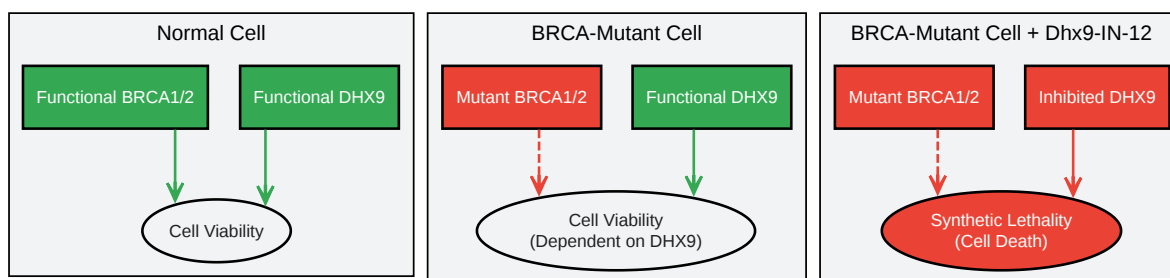 Normal Cell
Functional BRCA1/2
Functional DHX9
Cell Viability
BRCA-Mutant Cell
Mutant BRCA1/2
Functional DHX9
Cell Viability
(Dependent on DHX9)
BRCA-Mutant Cell + Dhx9-IN-12
Mutant BRCA1/2
Inhibited DHX9
Synthetic Lethality
(Cell Death)